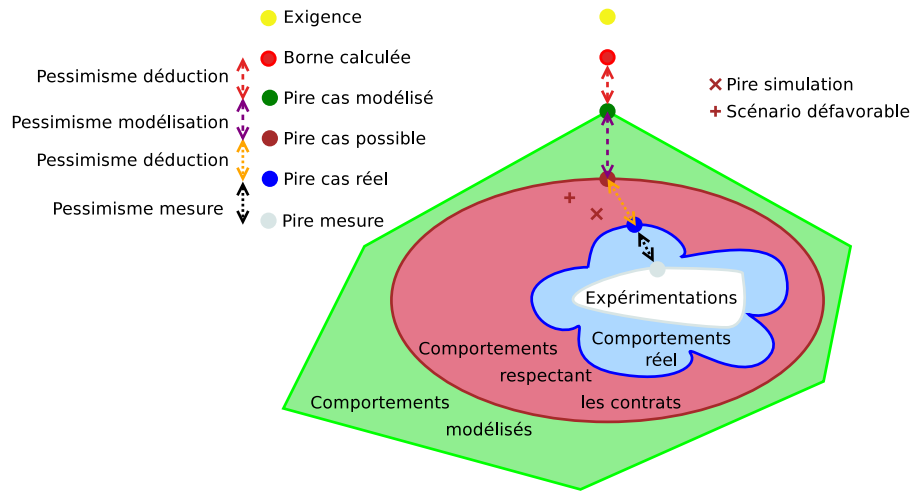 Exigence
Borne calculée
Pessimisme déduction
Pire cas modélisé
Pessimisme modélisation
Pire cas possible
Pessimisme déduction
Pire cas réel
Pessimisme mesure
Pire mesure
Pire simulation
Scénario défavorable
Expérimentations
Comportements
réel
Comportements
respectant
les contrats
Comportements
modélisés